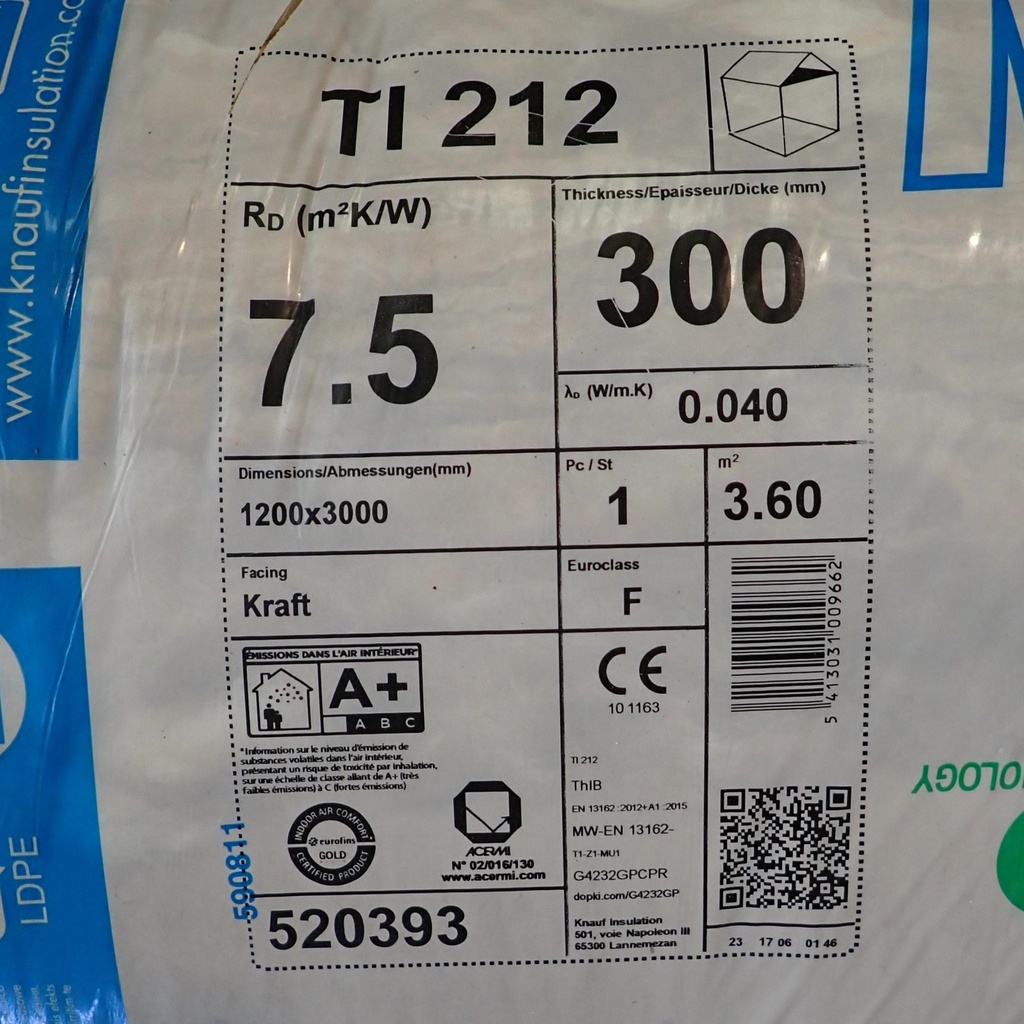 www.knaufinsulation.co
TI 212
RD (m²K/W)
7.5
Thickness/Epaisseur/Dicke (mm)
300
λD (W/m.K) 0.040
Dimensions/Abmessungen(mm)
1200x3000
Pc / St
1
m²
3.60
Facing
Kraft
Euroclass
F
ÉMISSIONS DANS L'AIR INTÉRIEUR*
A+
A B C
*Information sur le niveau d'émission de
substances volatiles dans l'air intérieur,
présentant un risque de toxicité par inhalation,
sur une échelle de classe allant de A+ (très
faibles émissions) à C (fortes émissions)
INDOOR AIR COMFORT
eurofins
GOLD
CERTIFIED PRODUCT
ACERMI
N° 02/016/130
www.acermi.com
590811
520393
CE
10 1163
TI 212
ThIB
EN 13162 :2012+A1 :2015
MW-EN 13162-
T1-Z1-MU1
G4232GPCPR
dopki.com/G4232GP
Knauf Insulation
501, voie Napoleon III
65300 Lannemezan
5 413031 009662
23 17 06 01 46
LDPE
OLOGY